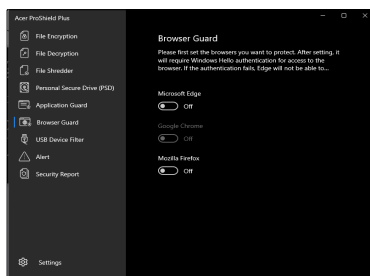 Acer ProShield Plus
File Encryption
File Decryption
File Shredder
Personal Secure Drive (PSD)
Application Guard
Browser Guard
USB Device Filter
Alert
Security Report
Settings
Browser Guard
Please first set the browsers you want to protect. After setting, it
will require Windows Hello authentication for access to the
browser. If the authentication fails, Edge will not be able to...
Microsoft Edge
Off
Google Chrome
Off
Mozilla Firefox
Off